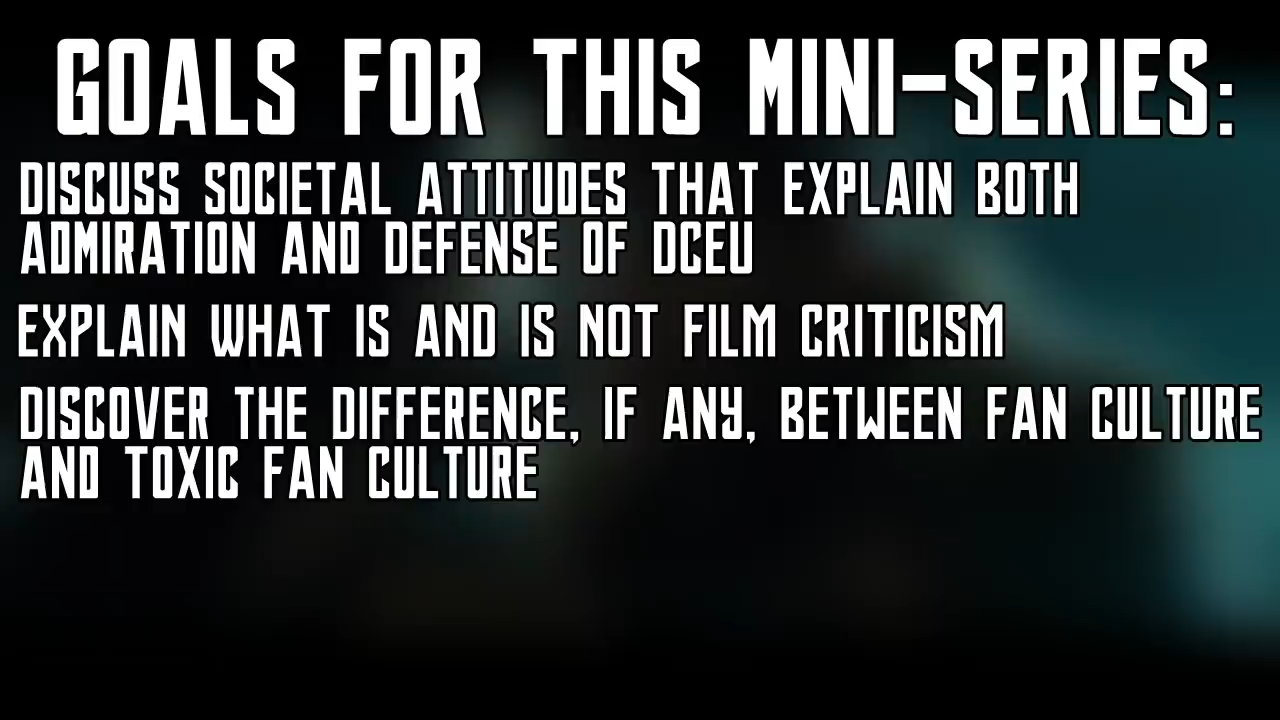 GOALS FOR THIS MINI-SERIES:
DISCUSS SOCIETAL ATTITUDES THAT EXPLAIN BOTH
ADMIRATION AND DEFENSE OF DCEU
EXPLAIN WHAT IS AND IS NOT FILM CRITICISM
DISCOVER THE DIFFERENCE, IF ANY, BETWEEN FAN CULTURE
AND TOXIC FAN CULTURE